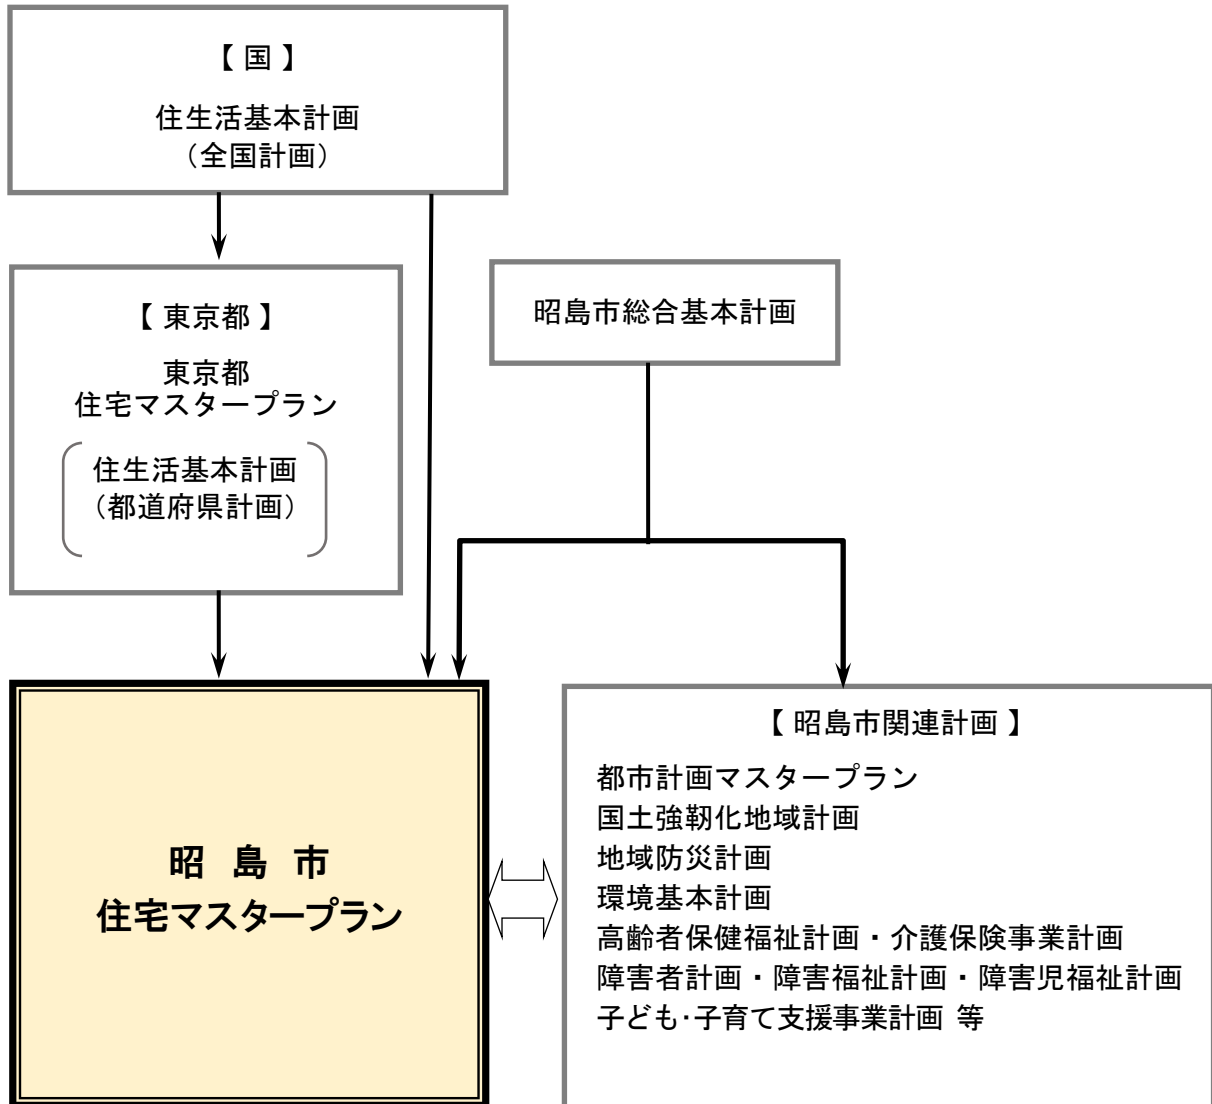 【 国 】
住生活基本計画
（全国計画）
【 東京都 】
東京都
住宅マスタープラン
住生活基本計画
（都道府県計画）
昭島市総合基本計画
昭 島 市
住宅マスタープラン
【 昭島市関連計画 】
都市計画マスタープラン
国土強靭化地域計画
地域防災計画
環境基本計画
高齢者保健福祉計画・介護保険事業計画
障害者計画・障害福祉計画・障害児福祉計画
子ども・子育て支援事業計画 等